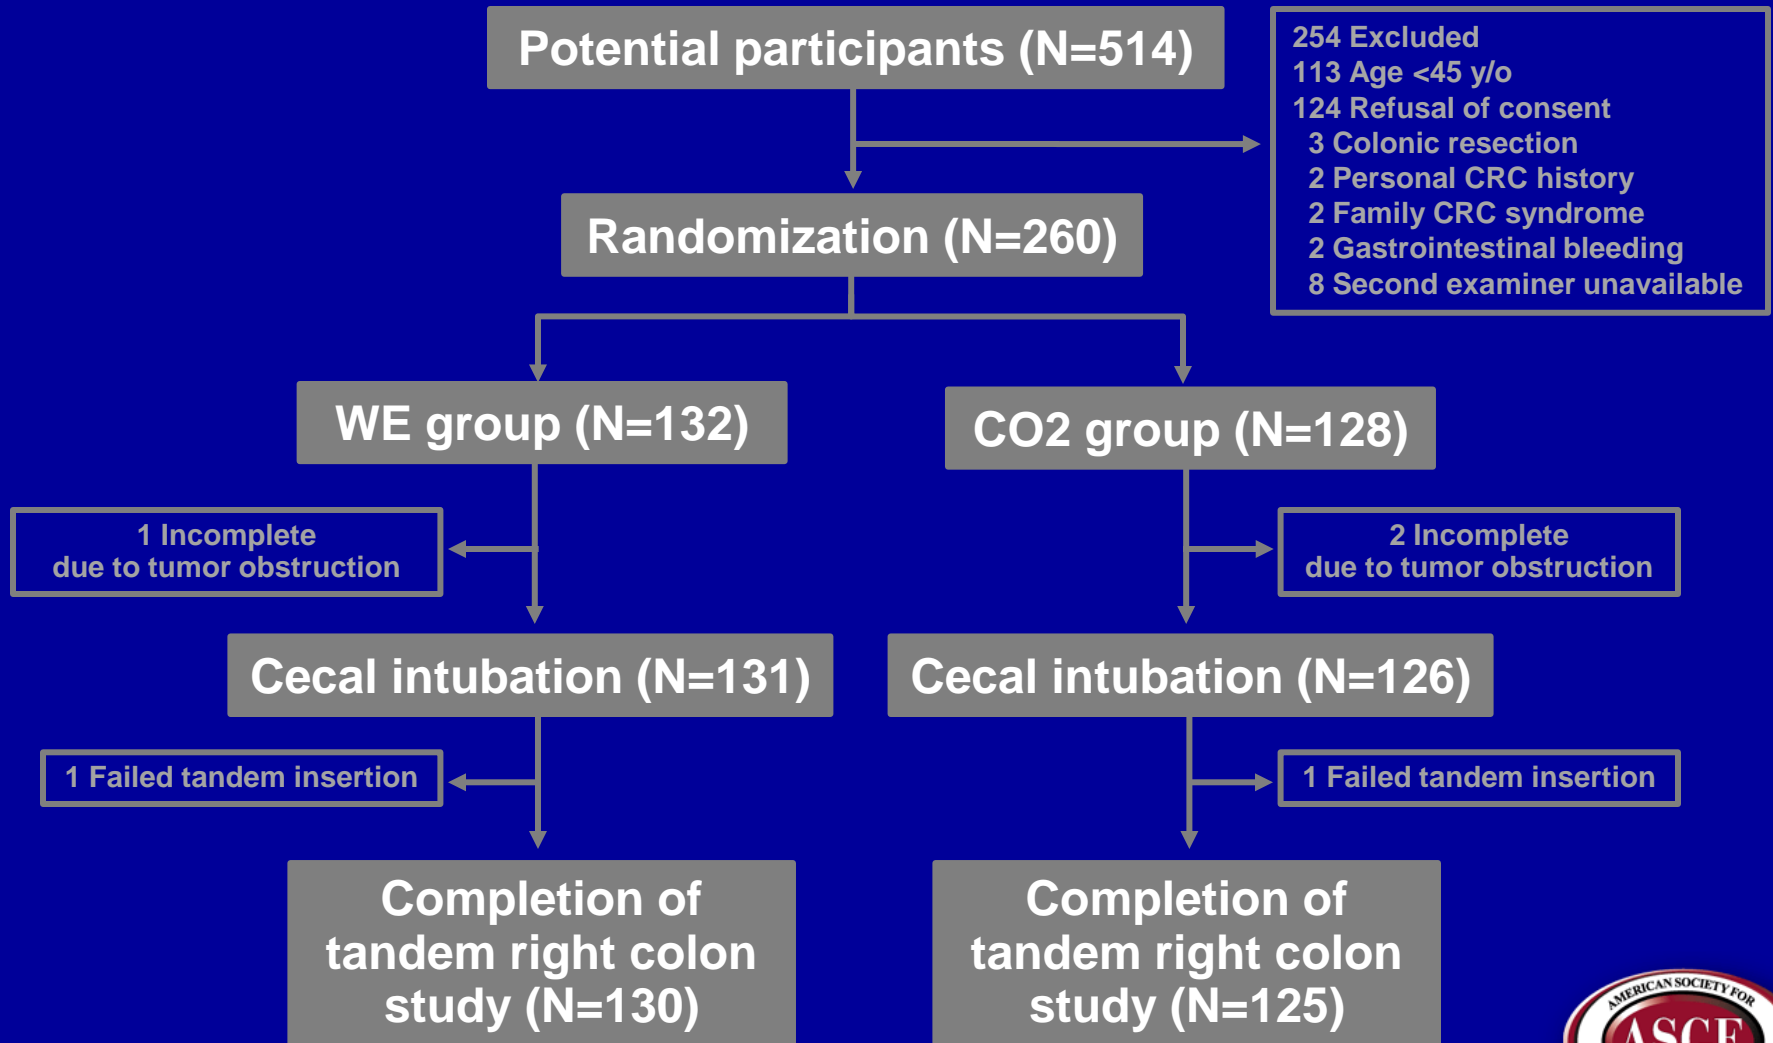 Potential participants (N=514)
254 Excluded
113 Age <45 y/o
124 Refusal of consent
3 Colonic resection
2 Personal CRC history
2 Family CRC syndrome
2 Gastrointestinal bleeding
8 Second examiner unavailable
Randomization (N=260)
WE group (N=132)
CO2 group (N=128)
1 Incomplete
due to tumor obstruction
2 Incomplete
due to tumor obstruction
Cecal intubation (N=131)
Cecal intubation (N=126)
1 Failed tandem insertion
1 Failed tandem insertion
Completion of
tandem right colon
study (N=130)
Completion of
tandem right colon
study (N=125)
AMERICAN SOCIETY FOR